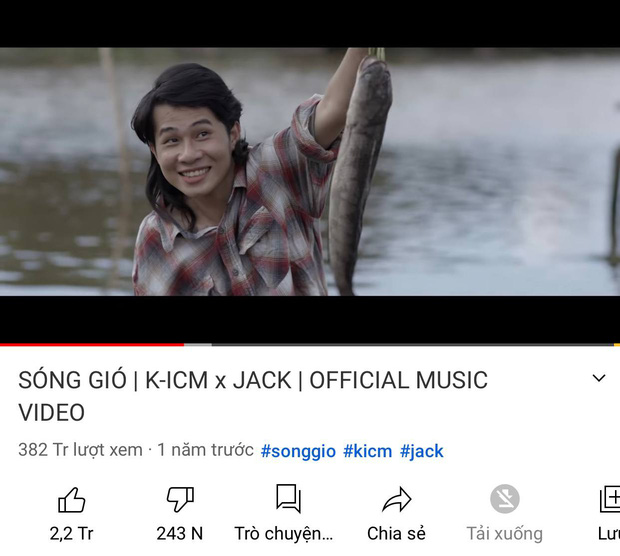 SÓNG GIÓ | K-ICM x JACK | OFFICIAL MUSIC
VIDEO
382 Tr lượt xem · 1 năm trước #songgio #kicm #jack
2,2 Tr 243 N Trò chuyện... Chia sẻ Tải xuống Lưu